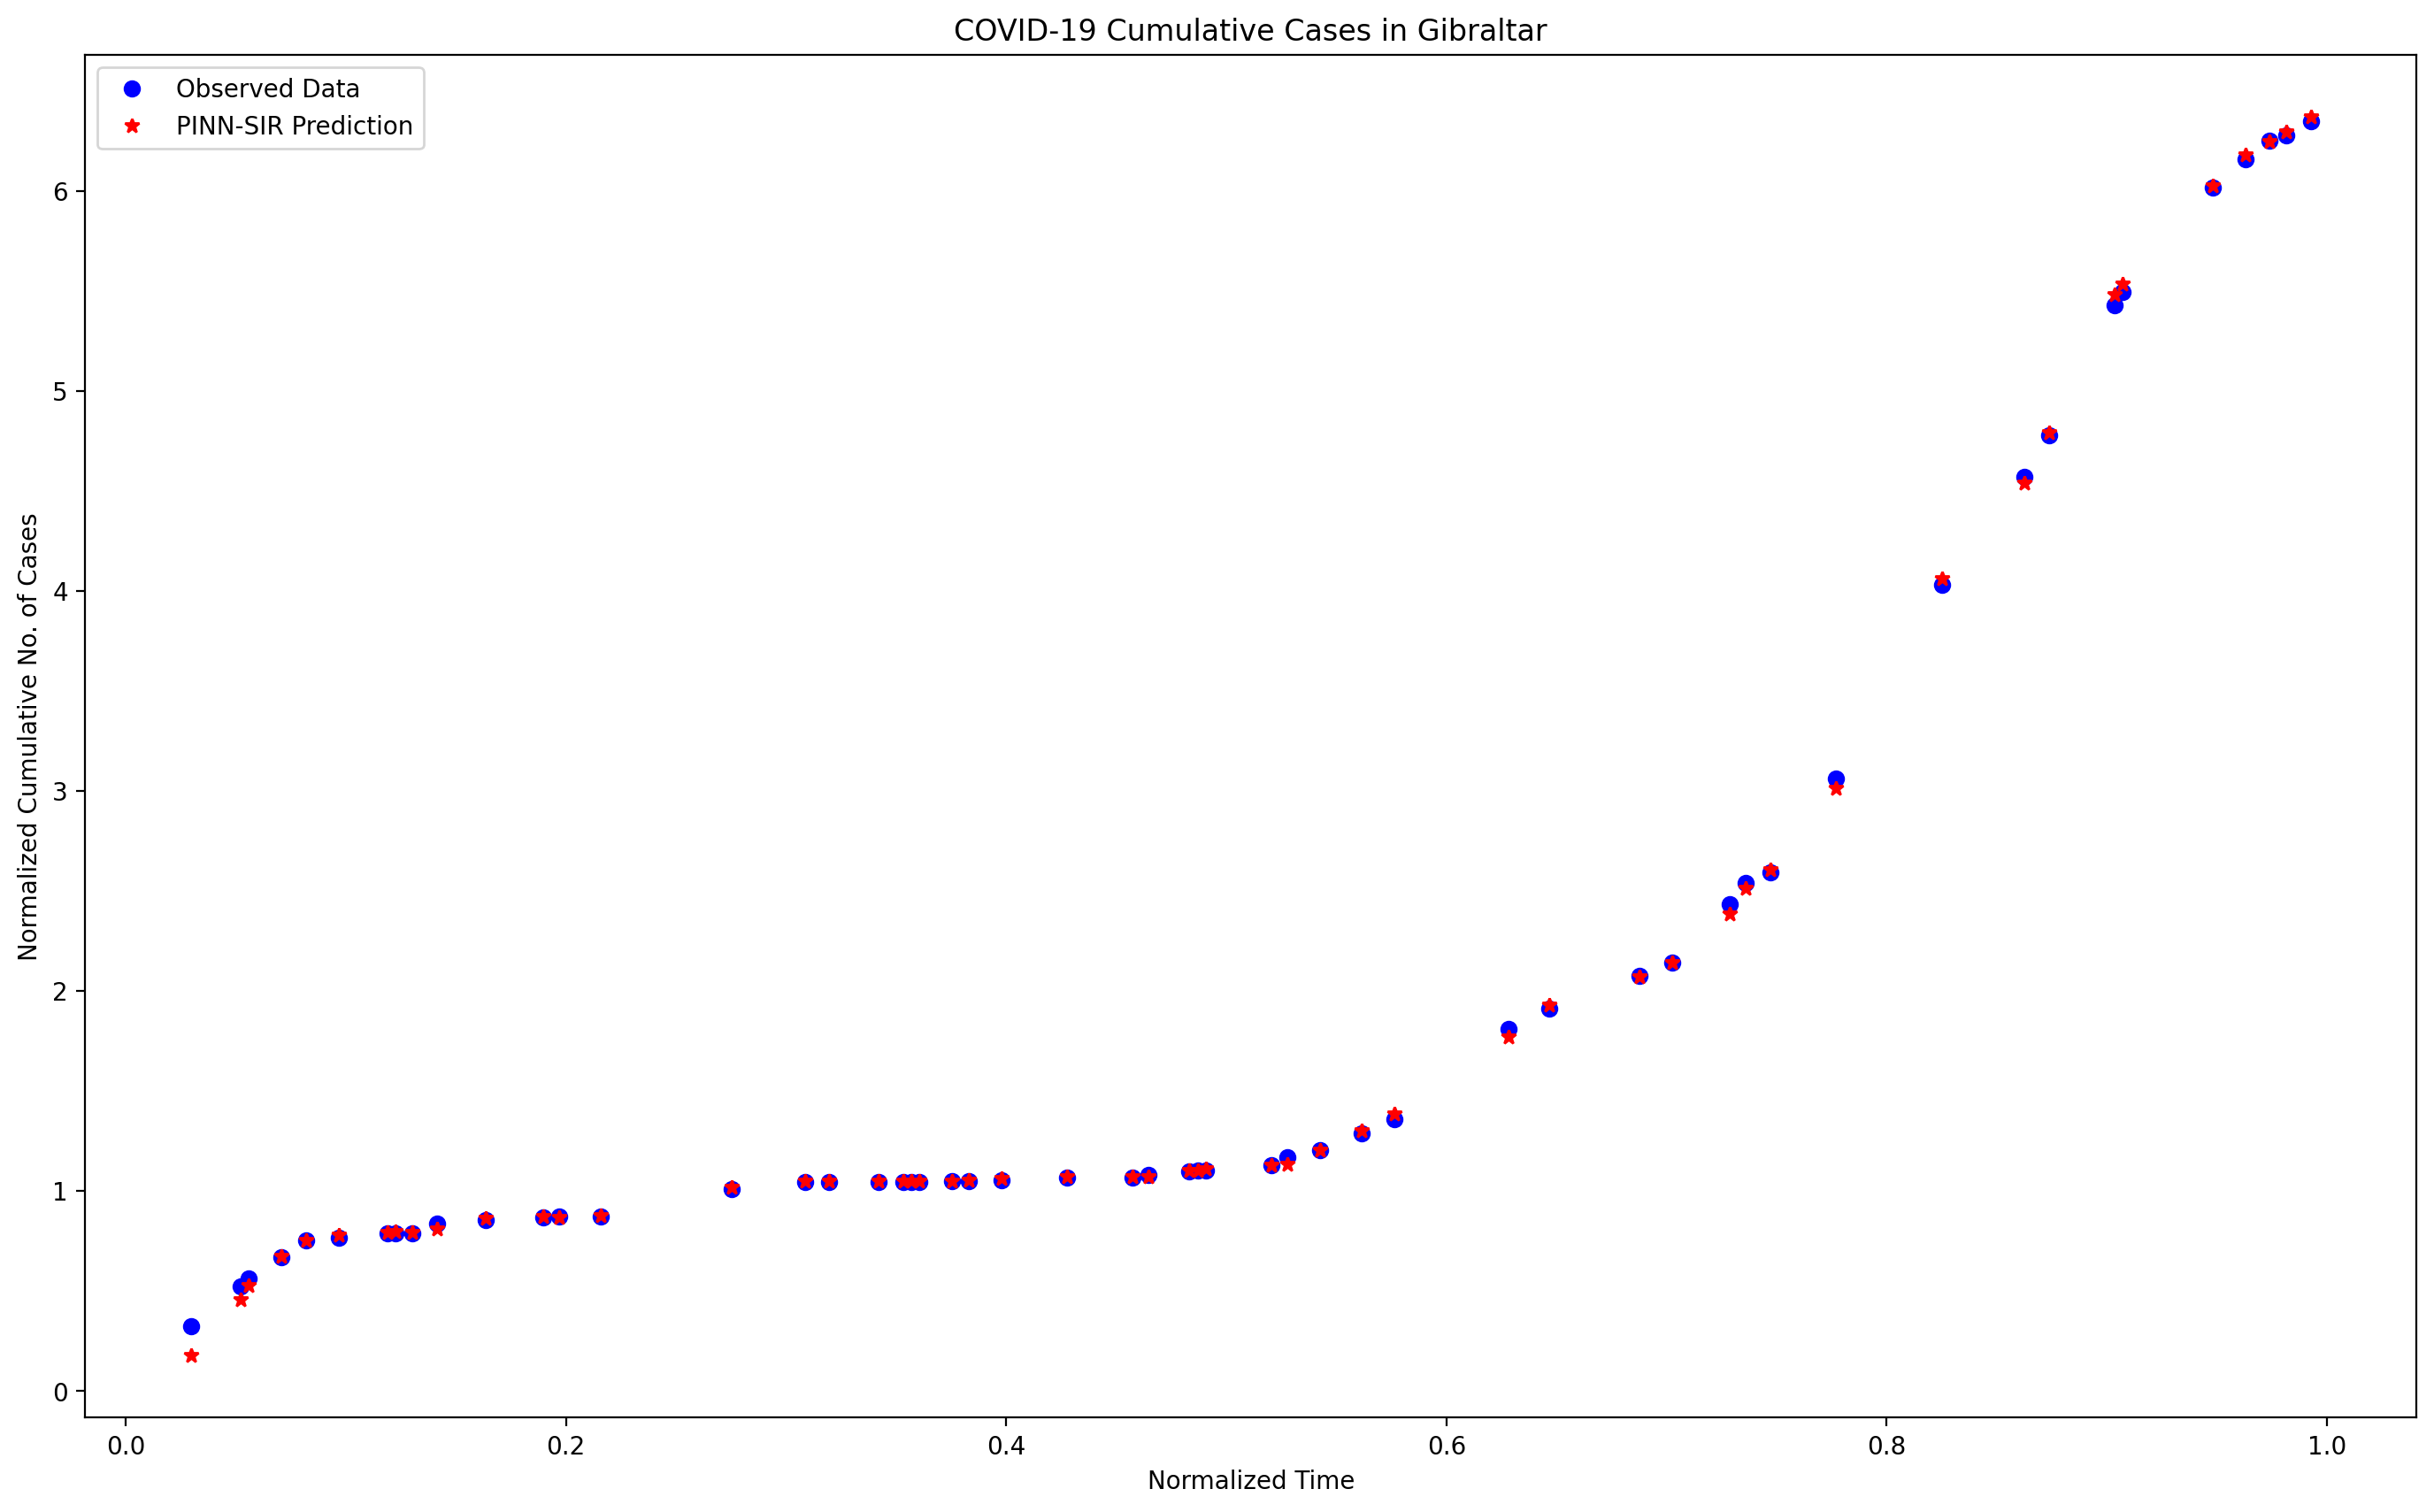 COVID-19 Cumulative Cases in Gibraltar
Observed Data
PINN-SIR Prediction
Normalized Cumulative No. of Cases
6
5
4
3
2
1
0
0.0 0.2 0.4 0.6 0.8 1.0
Normalized Time